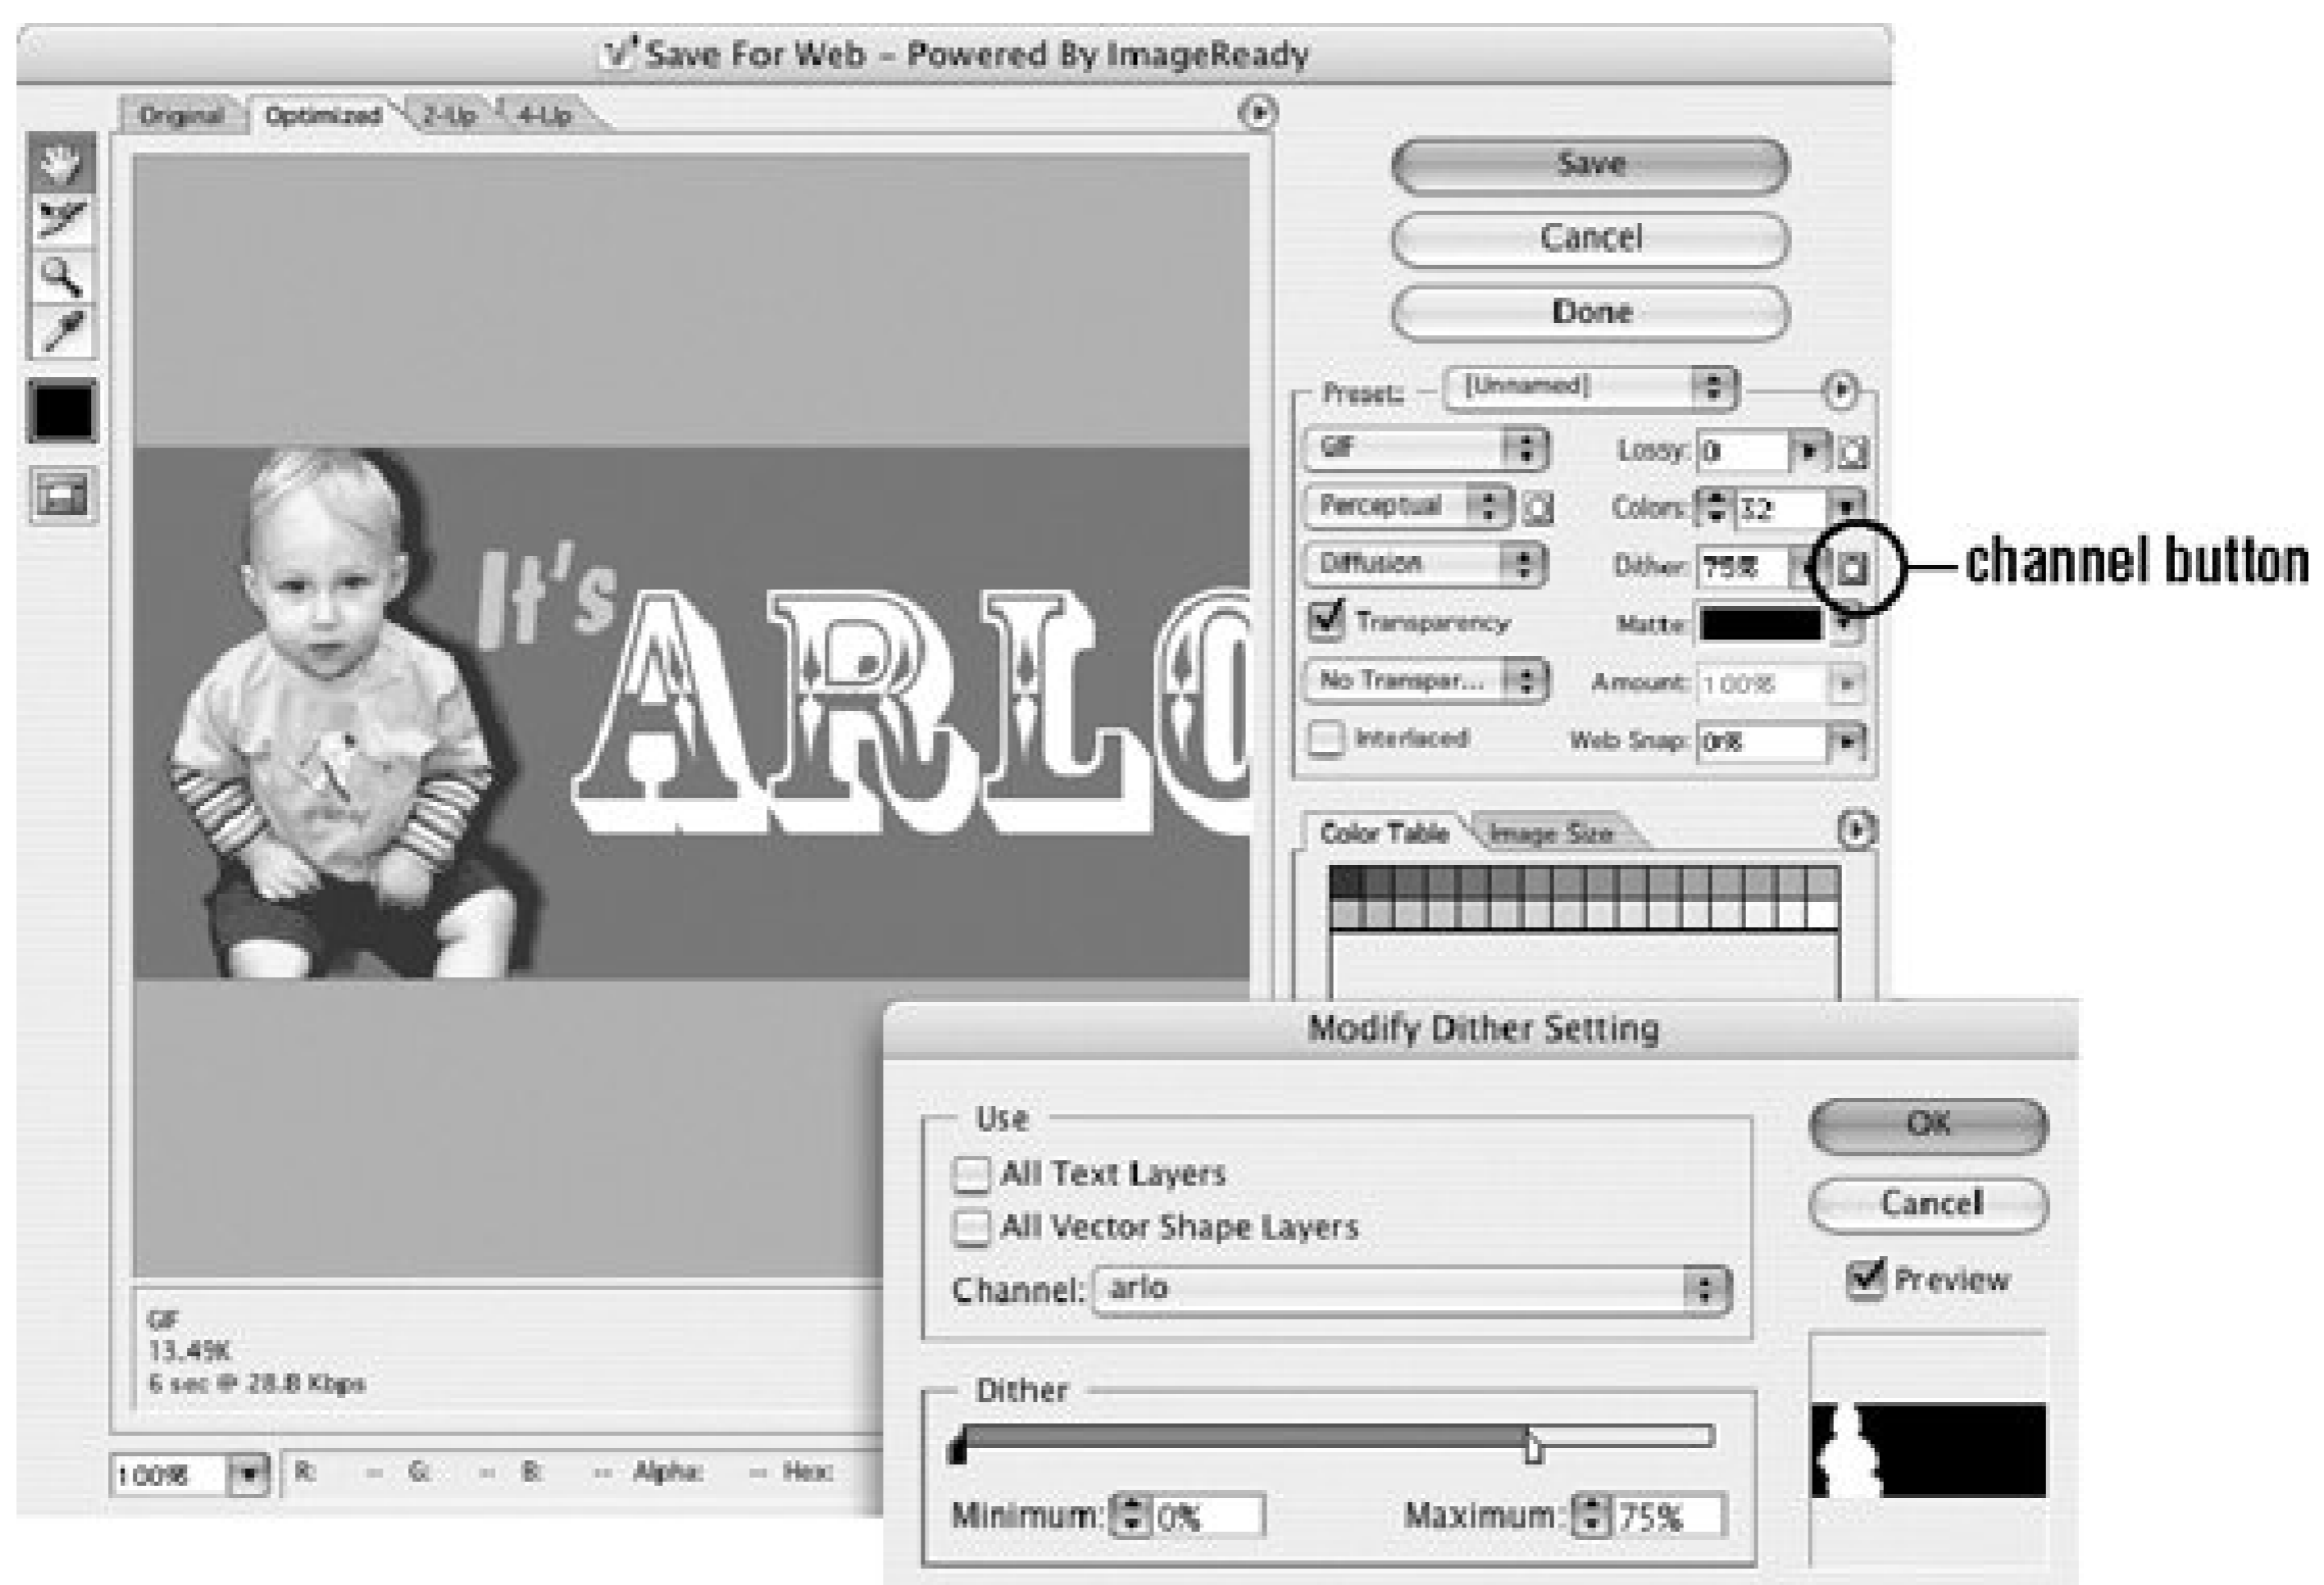 Save For Web – Powered By ImageReady
Original Optimized 2-Up 4-Up
Save
Cancel
Done
Preset: [Unnamed]
GIF Lossy: 0
Perceptual Colors: 32
Diffusion Dither: 75%
channel button
Transparency Matte:
No Transpar... Amount: 100%
Interlaced Web Snap: 0%
It's
ARLO
Color Table Image Size
Modify Dither Setting
Use
All Text Layers
All Vector Shape Layers
Channel: arlo
OK
Cancel
Preview
GIF
13.49K
6 sec @ 28.8 Kbps
Dither
Minimum: 0% Maximum: 75%
100% R: -- G: -- B: -- Alpha: -- Hex: